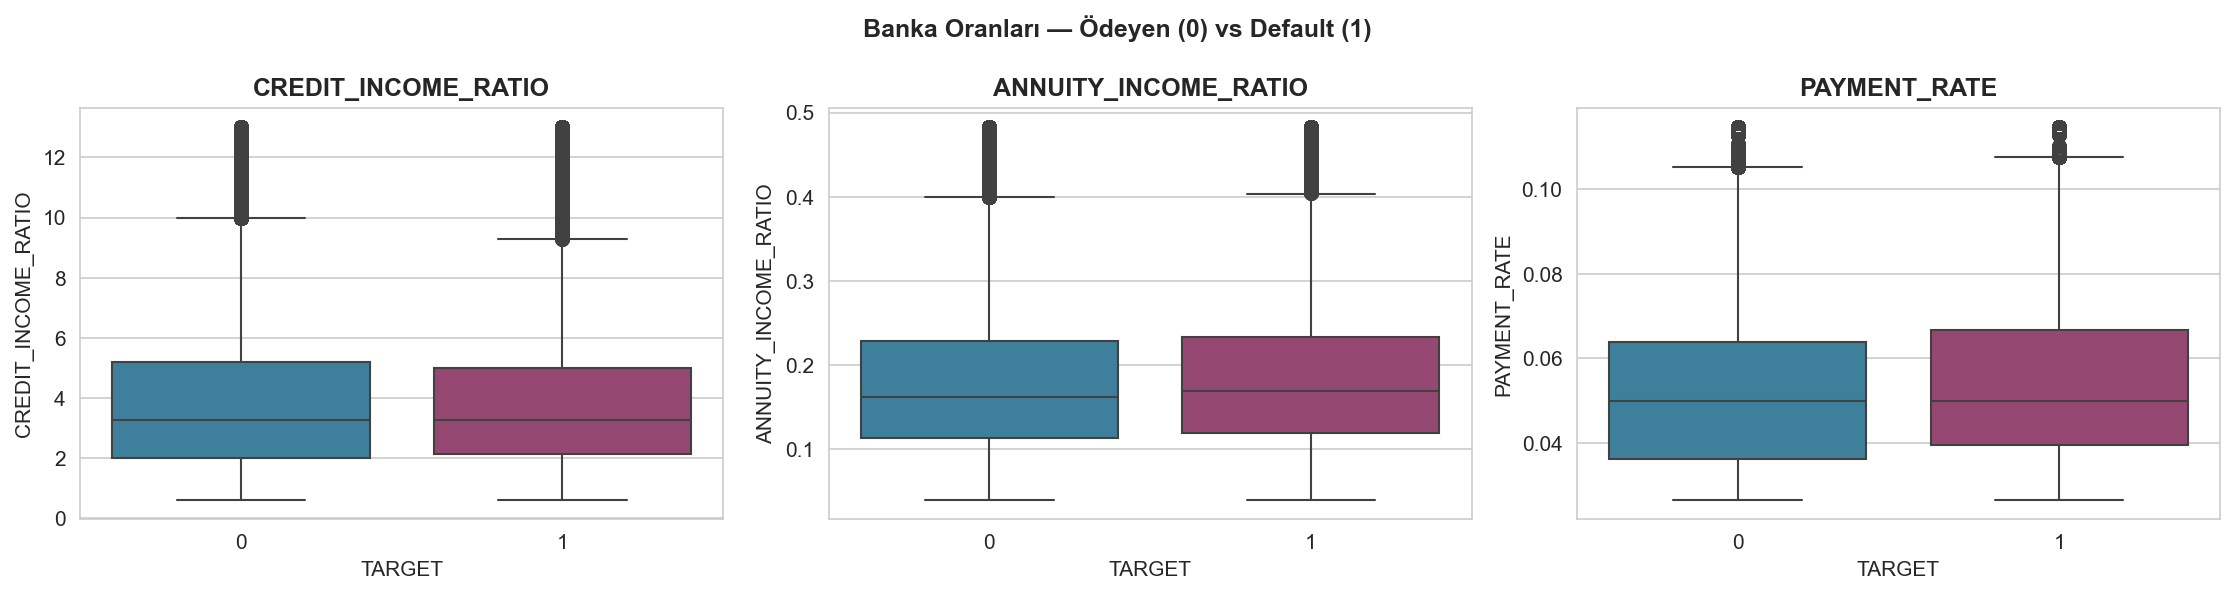 Banka Oranları — Ödeyen (0) vs Default (1)
CREDIT_INCOME_RATIO
CREDIT_INCOME_RATIO
12
10
8
6
4
2
0
0 1
TARGET
ANNUITY_INCOME_RATIO
ANNUITY_INCOME_RATIO
0.5
0.4
0.3
0.2
0.1
0 1
TARGET
PAYMENT_RATE
PAYMENT_RATE
0.10
0.08
0.06
0.04
0 1
TARGET